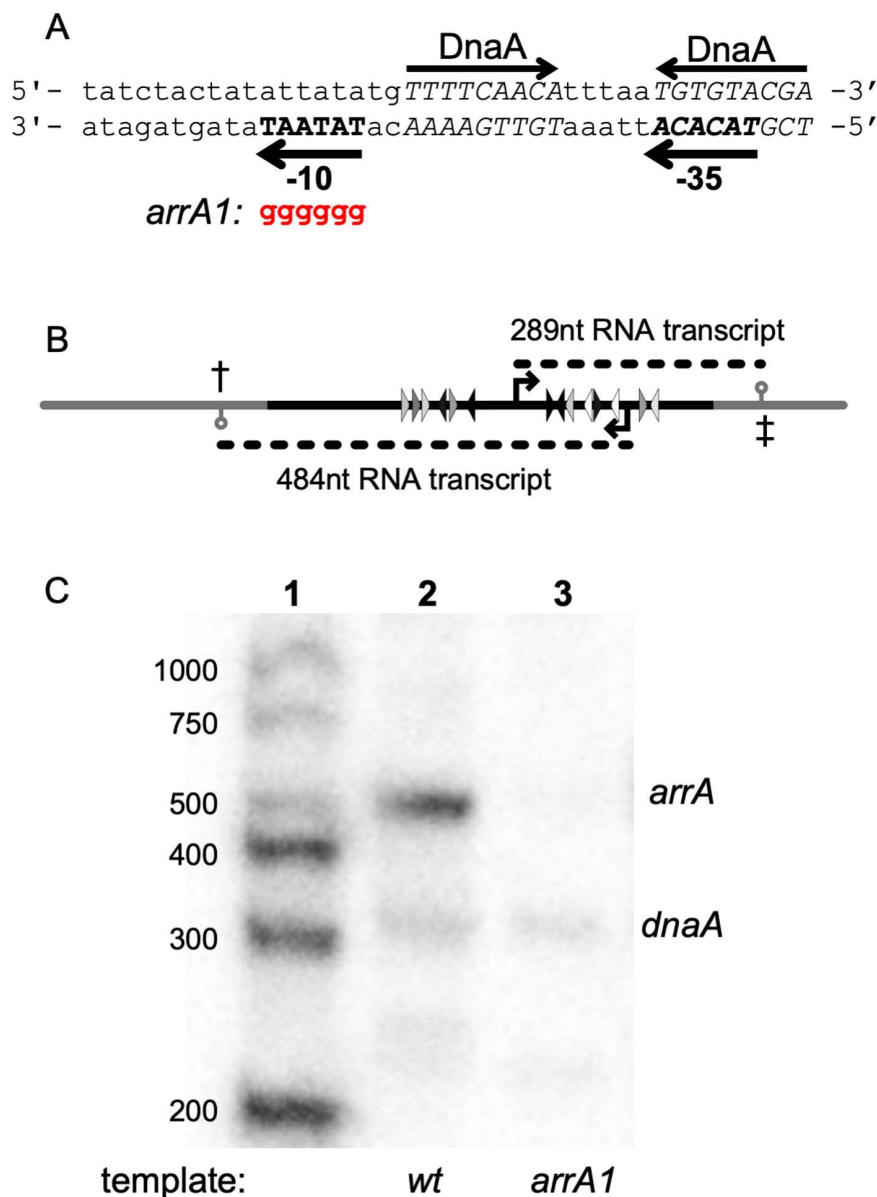 A
DnaA DnaA
5'- tatctactatattatatgTTTTCAACAtttaaTGTGTACGA -3'
3'- atagatgataTAATATacAAAAGTTGTaaattACACATGCT -5'
-10 -35
arrA1: gggggg
B
289nt RNA transcript
†
‡
484nt RNA transcript
C
1 2 3
1000
750
500 arrA
400
300 dnaA
200
template: wt arrA1